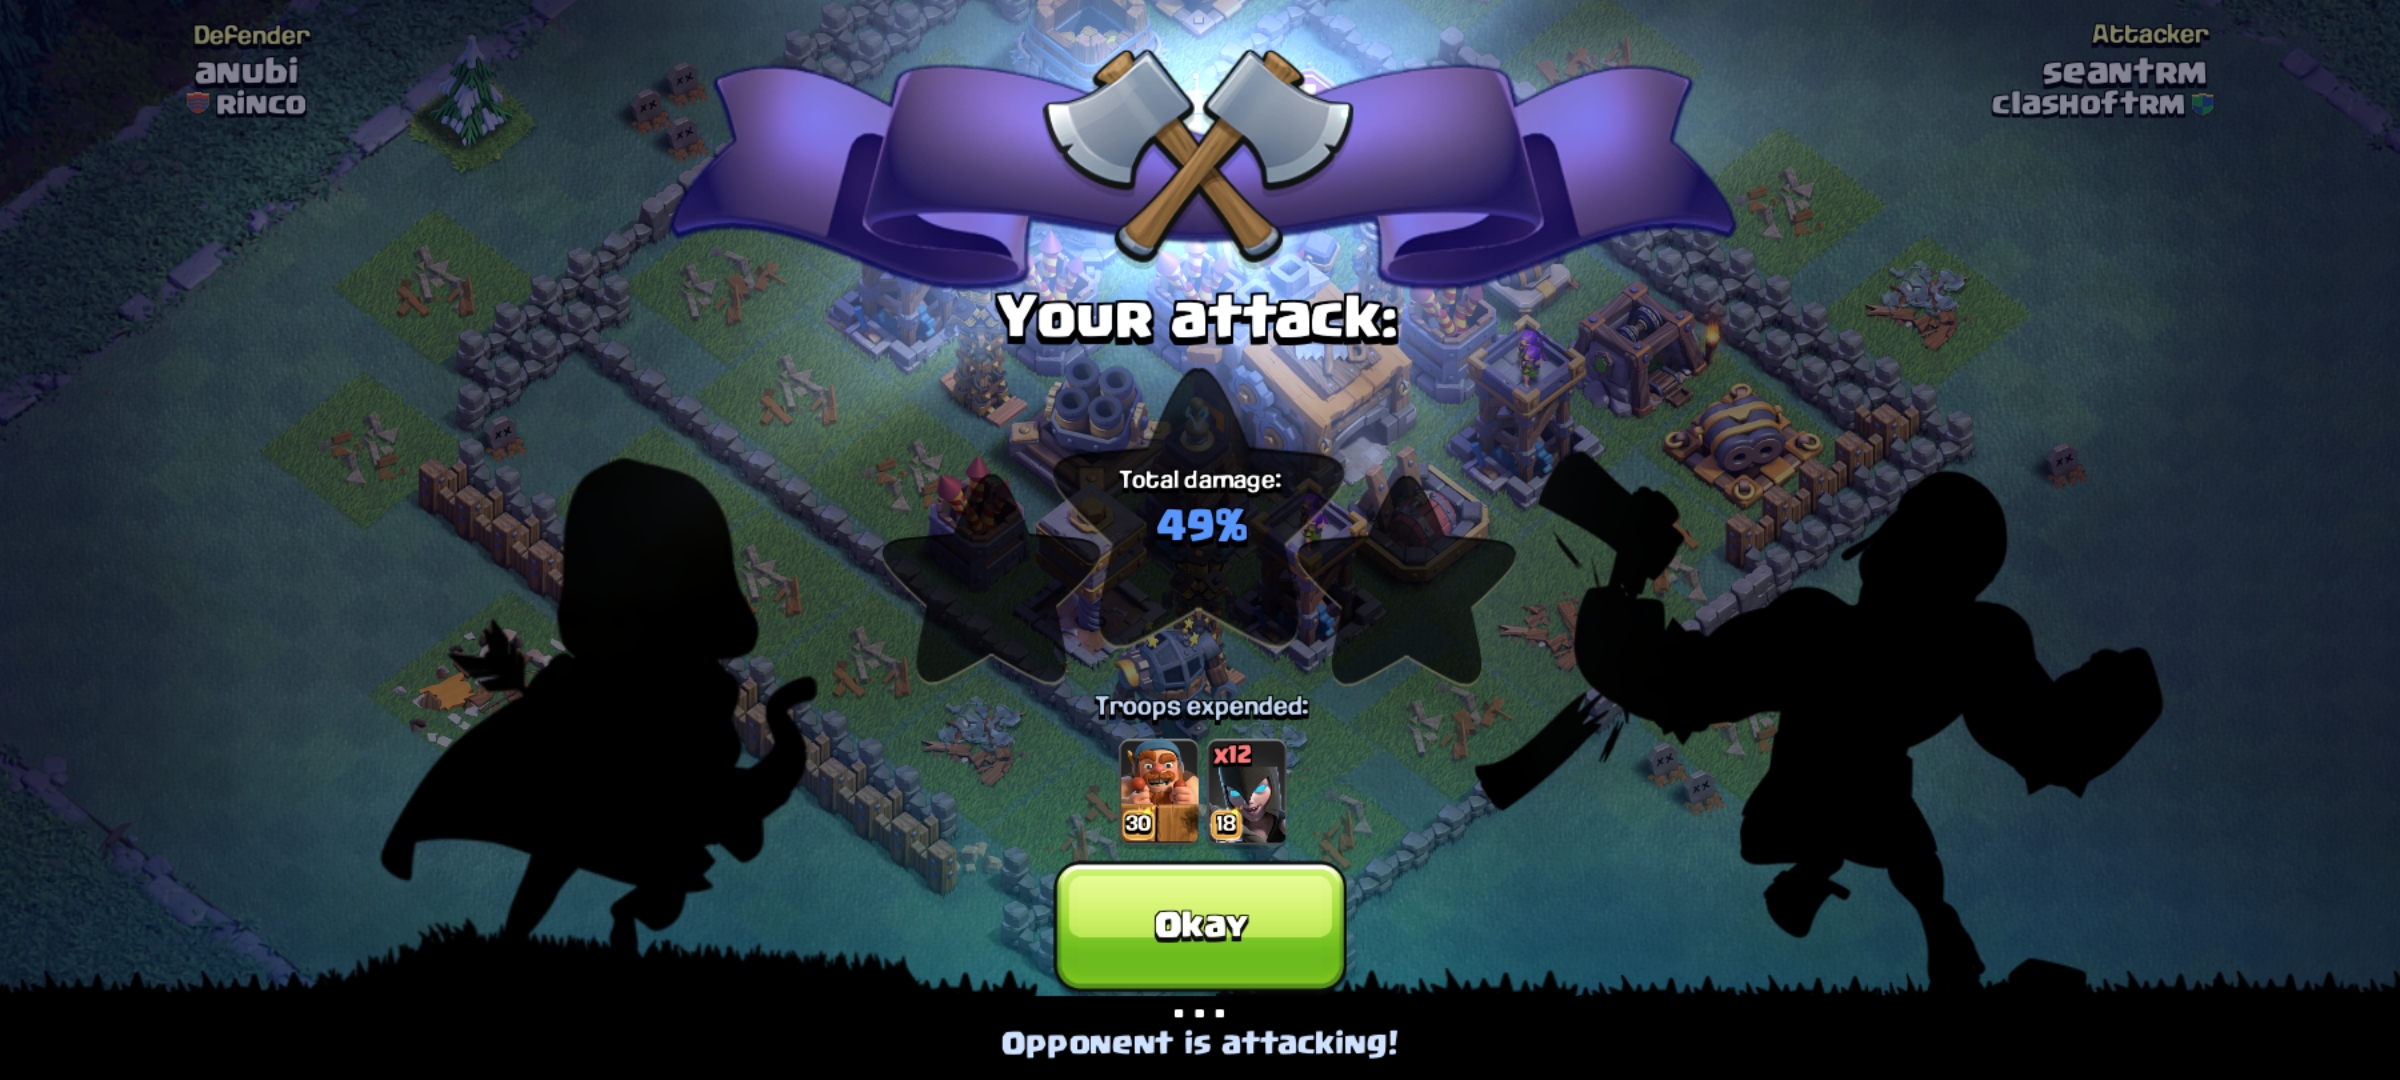 Defender
aNubi
RiNCO
Attacker
seantRM
clashoftRM
Your attack:
Total damage:
49%
Troops expended:
x12
30
18
Okay
...
Opponent is attacking!